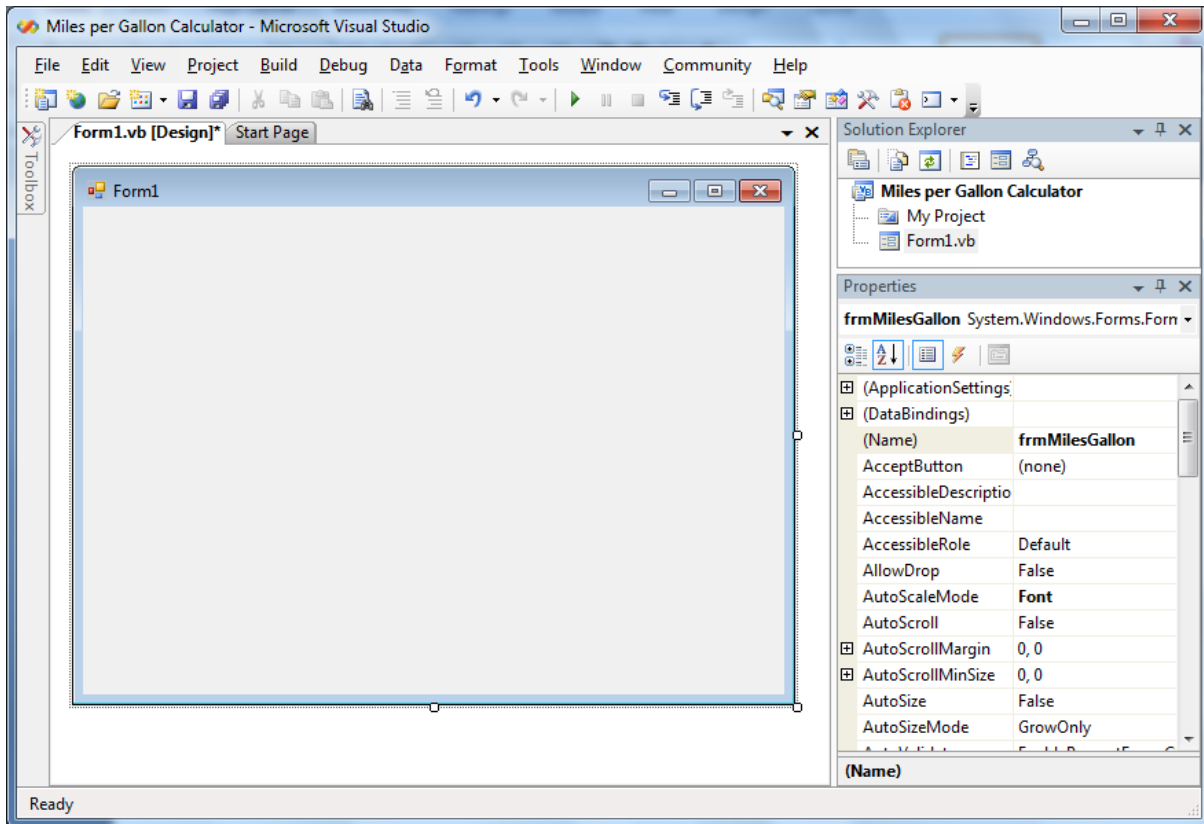 Miles per Gallon Calculator - Microsoft Visual Studio
File Edit View Project Build Debug Data Format Tools Window Community Help
Toolbox
Form1.vb [Design]* Start Page
Form1
Solution Explorer
Miles per Gallon Calculator
My Project
Form1.vb
Properties
frmMilesGallon System.Windows.Forms.Form
(ApplicationSettings)
(DataBindings)
(Name) frmMilesGallon
AcceptButton (none)
AccessibleDescriptio
AccessibleName
AccessibleRole Default
AllowDrop False
AutoScaleMode Font
AutoScroll False
AutoScrollMargin 0, 0
AutoScrollMinSize 0, 0
AutoSize False
AutoSizeMode GrowOnly
(Name)
Ready